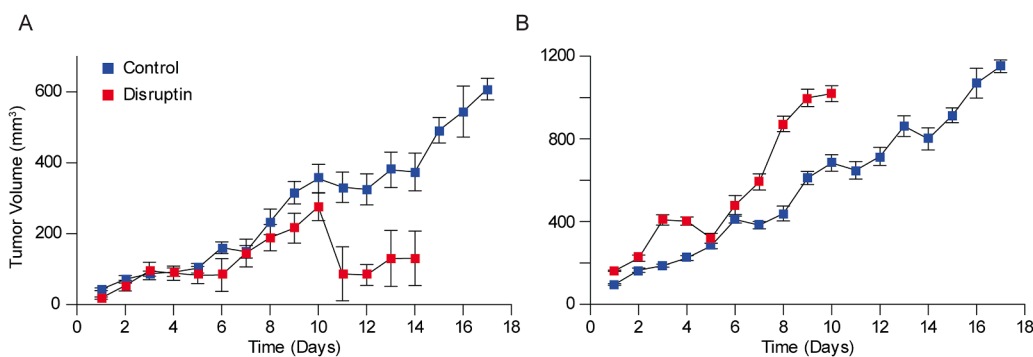 A
B
Tumor Volume (mm³)
600
400
200
0
Control
Disruptin
0 2 4 6 8 10 12 14 16 18
Time (Days)
1200
800
400
0
0 2 4 6 8 10 12 14 16 18
Time (Days)